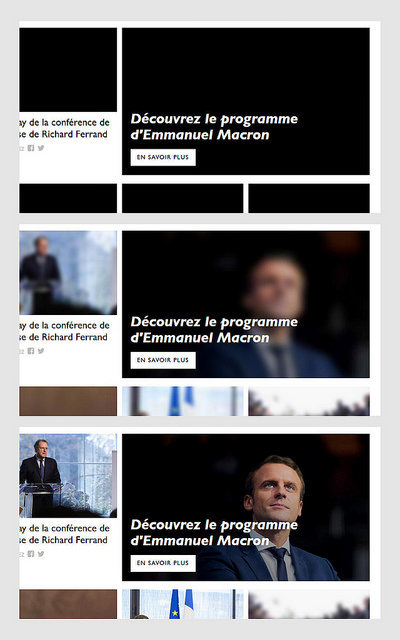 ay de la conférence de
se de Richard Ferrand
Découvrez le programme
d'Emmanuel Macron
EN SAVOIR PLUS
ay de la conférence de
se de Richard Ferrand
Découvrez le programme
d'Emmanuel Macron
EN SAVOIR PLUS
ay de la conférence de
se de Richard Ferrand
Découvrez le programme
d'Emmanuel Macron
EN SAVOIR PLUS